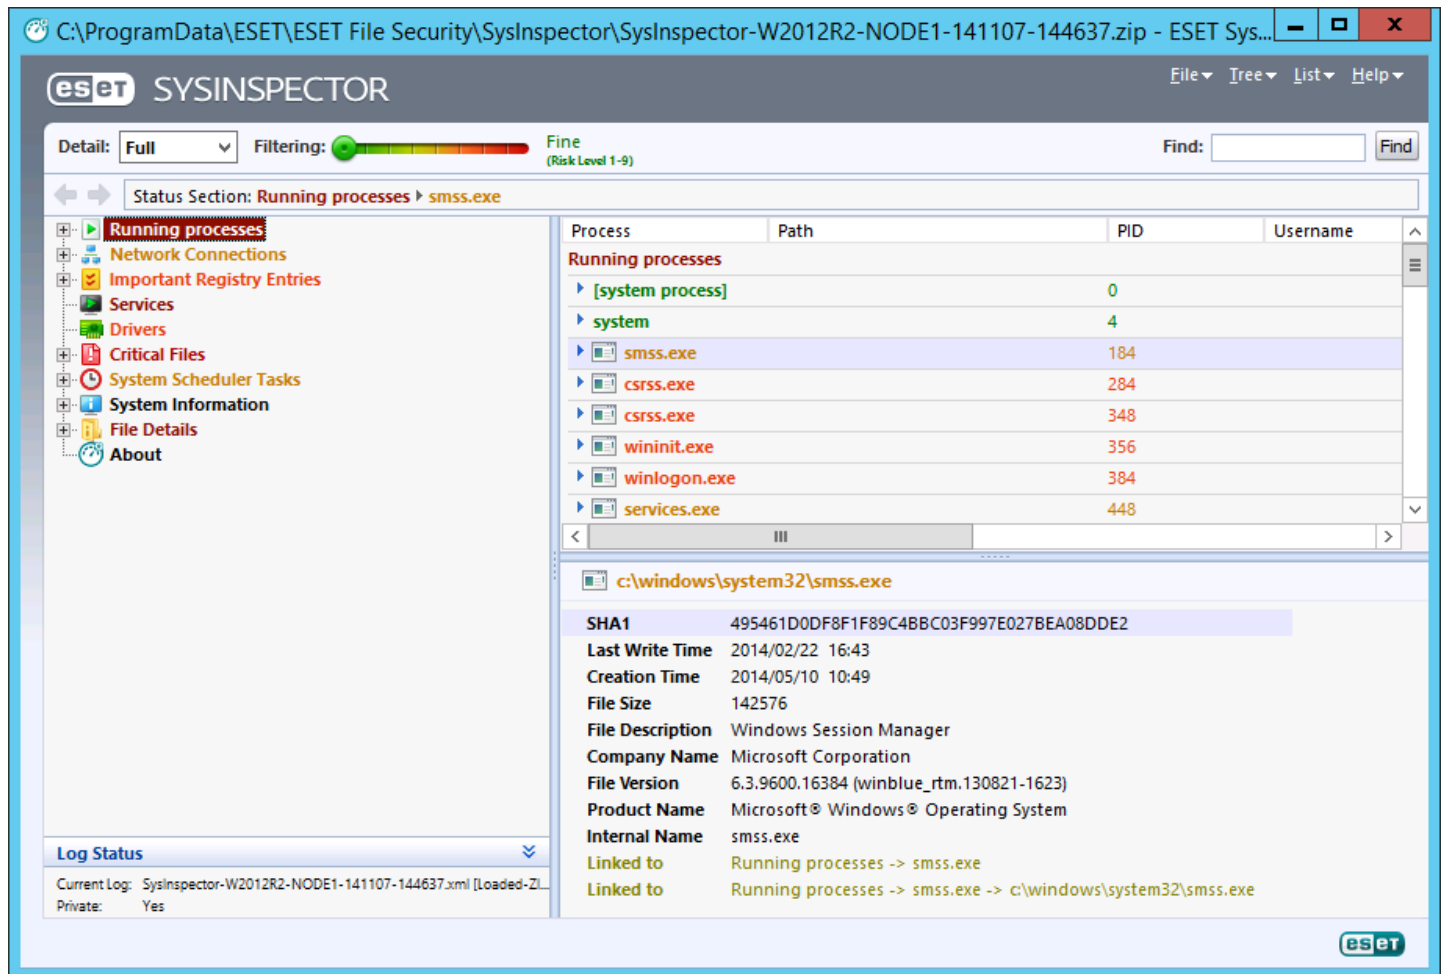 C:\ProgramData\ESET\ESET File Security\SysInspector\SysInspector-W2012R2-NODE1-141107-144637.zip - ESET Sys...
eset SYSINSPECTOR
File Tree List Help
Detail: Full Filtering: Fine Find: Find
(Risk Level 1-9)
Status Section: Running processes smss.exe
Running processes
Network Connections
Important Registry Entries
Services
Drivers
Critical Files
System Scheduler Tasks
System Information
File Details
About
Process Path PID Username
Running processes
[system process] 0
system 4
smss.exe 184
csrss.exe 284
csrss.exe 348
wininit.exe 356
winlogon.exe 384
services.exe 448
c:\windows\system32\smss.exe
SHA1 495461D0DF8F1F89C4BBC03F997E027BEA08DDE2
Last Write Time 2014/02/22 16:43
Creation Time 2014/05/10 10:49
File Size 142576
File Description Windows Session Manager
Company Name Microsoft Corporation
File Version 6.3.9600.16384 (winblue_rtm.130821-1623)
Product Name Microsoft® Windows® Operating System
Internal Name smss.exe
Linked to Running processes -> smss.exe
Linked to Running processes -> smss.exe -> c:\windows\system32\smss.exe
Log Status
Current Log: SysInspector-W2012R2-NODE1-141107-144637.xml [Loaded-ZI...
Private: Yes
eset